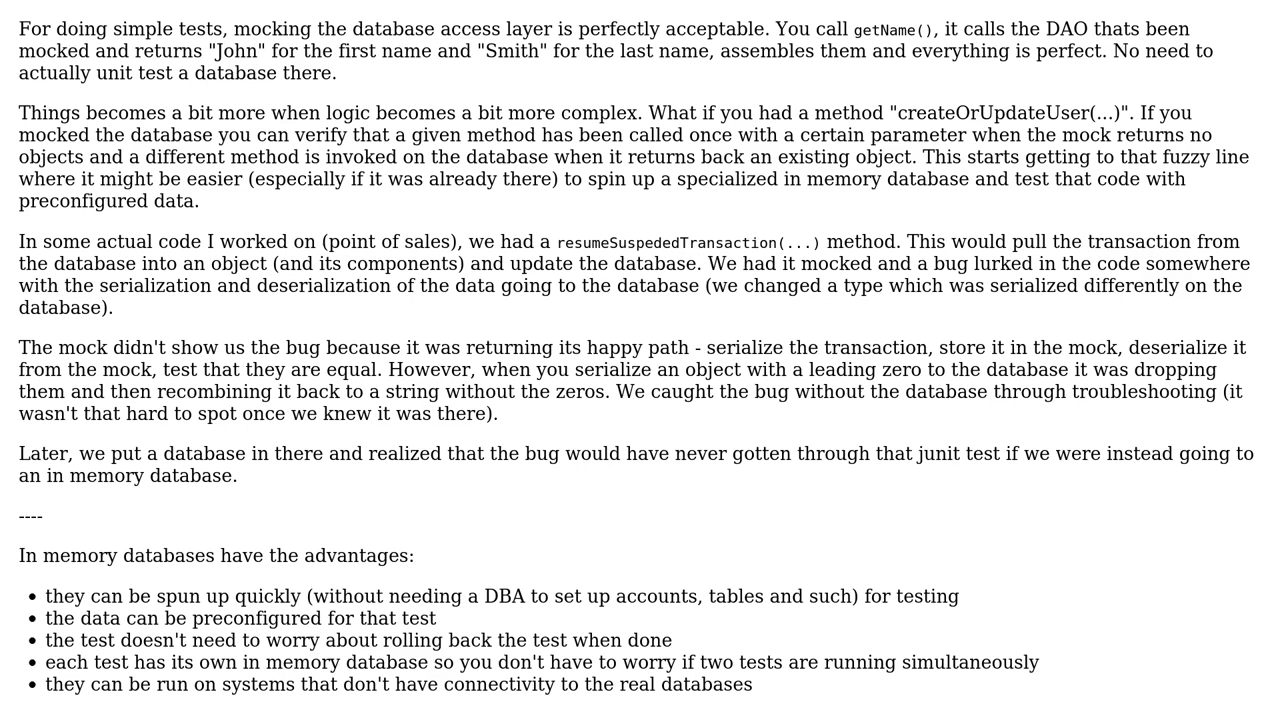 For doing simple tests, mocking the database access layer is perfectly acceptable. You call getName(), it calls the DAO thats been
mocked and returns "John" for the first name and "Smith" for the last name, assembles them and everything is perfect. No need to
actually unit test a database there.
Things becomes a bit more when logic becomes a bit more complex. What if you had a method "createOrUpdateUser(...)". If you
mocked the database you can verify that a given method has been called once with a certain parameter when the mock returns no
objects and a different method is invoked on the database when it returns back an existing object. This starts getting to that fuzzy line
where it might be easier (especially if it was already there) to spin up a specialized in memory database and test that code with
preconfigured data.
In some actual code I worked on (point of sales), we had a resumeSuspededTransaction(...) method. This would pull the transaction from
the database into an object (and its components) and update the database. We had it mocked and a bug lurked in the code somewhere
with the serialization and deserialization of the data going to the database (we changed a type which was serialized differently on the
database).
The mock didn't show us the bug because it was returning its happy path - serialize the transaction, store it in the mock, deserialize it
from the mock, test that they are equal. However, when you serialize an object with a leading zero to the database it was dropping
them and then recombining it back to a string without the zeros. We caught the bug without the database through troubleshooting (it
wasn't that hard to spot once we knew it was there).
Later, we put a database in there and realized that the bug would have never gotten through that junit test if we were instead going to
an in memory database.
----
In memory databases have the advantages:
• they can be spun up quickly (without needing a DBA to set up accounts, tables and such) for testing
• the data can be preconfigured for that test
• the test doesn't need to worry about rolling back the test when done
• each test has its own in memory database so you don't have to worry if two tests are running simultaneously
• they can be run on systems that don't have connectivity to the real databases